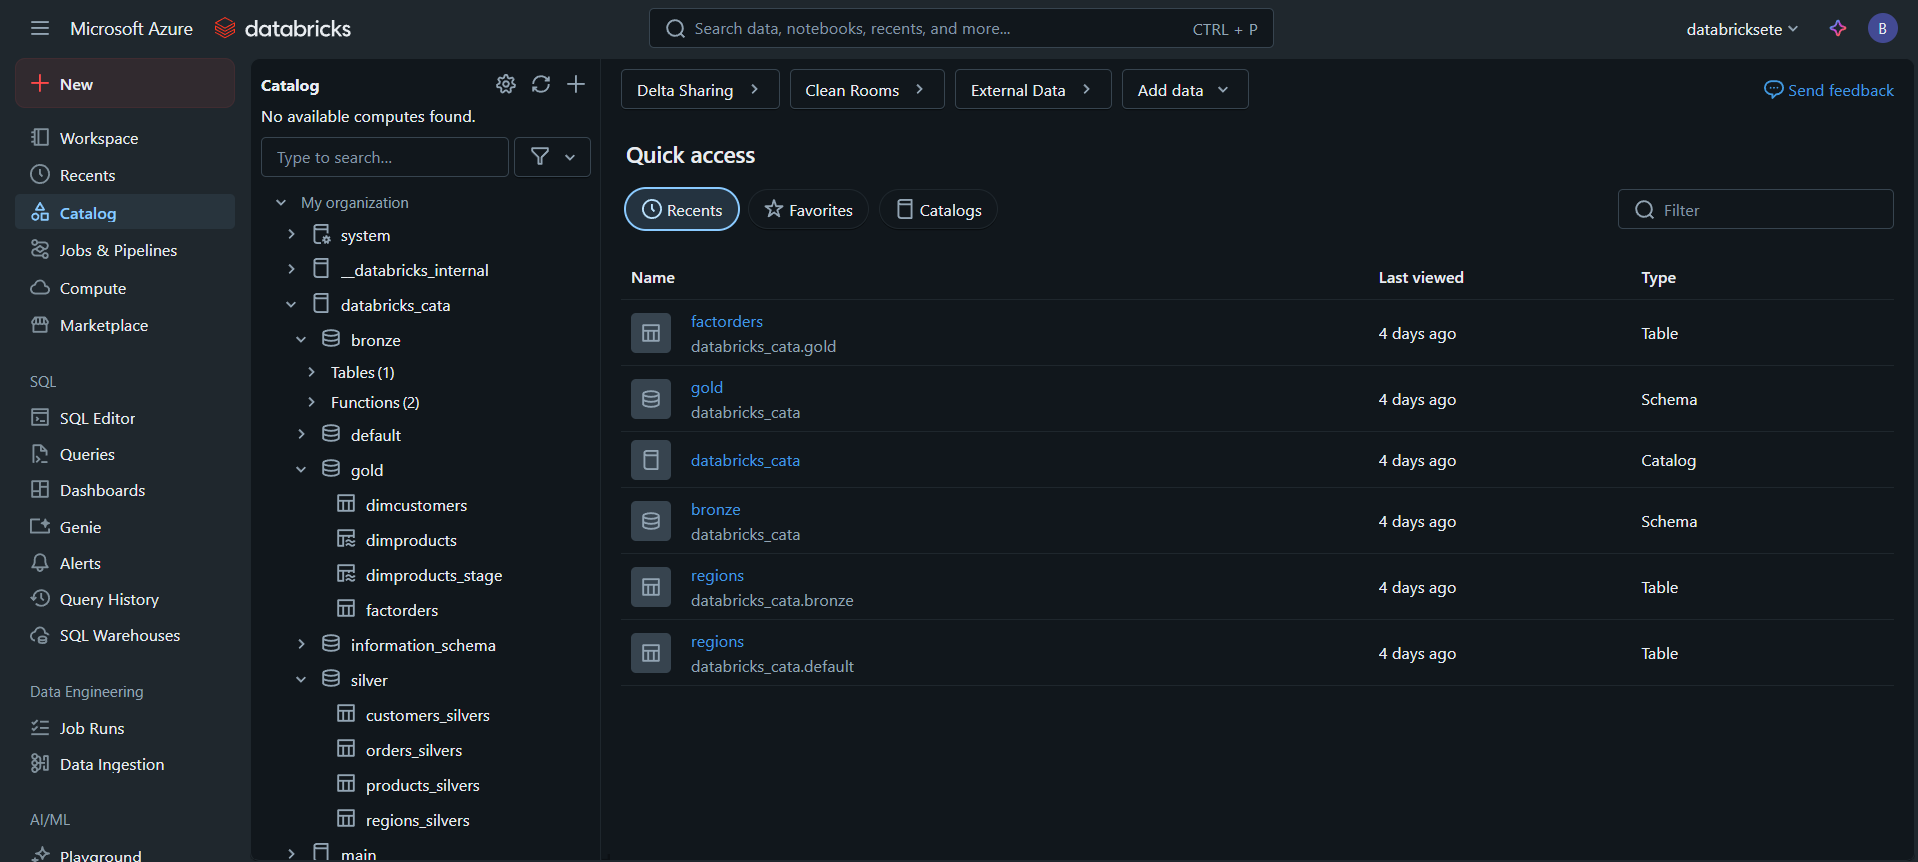 Microsoft Azure databricks
Search data, notebooks, recents, and more... CTRL + P
databricksete
B
New
Workspace
Recents
Catalog
Jobs & Pipelines
Compute
Marketplace
SQL
SQL Editor
Queries
Dashboards
Genie
Alerts
Query History
SQL Warehouses
Data Engineering
Job Runs
Data Ingestion
AI/ML
Playground
Catalog
No available computes found.
Type to search...
My organization
system
__databricks_internal
databricks_cata
bronze
Tables (1)
Functions (2)
default
gold
dimcustomers
dimproducts
dimproducts_stage
factorders
information_schema
silver
customers_silvers
orders_silvers
products_silvers
regions_silvers
main
Delta Sharing
Clean Rooms
External Data
Add data
Send feedback
Quick access
Recents
Favorites
Catalogs
Filter
Name Last viewed Type
factorders
databricks_cata.gold
4 days ago Table
gold
databricks_cata
4 days ago Schema
databricks_cata 4 days ago Catalog
bronze
databricks_cata
4 days ago Schema
regions
databricks_cata.bronze
4 days ago Table
regions
databricks_cata.default
4 days ago Table